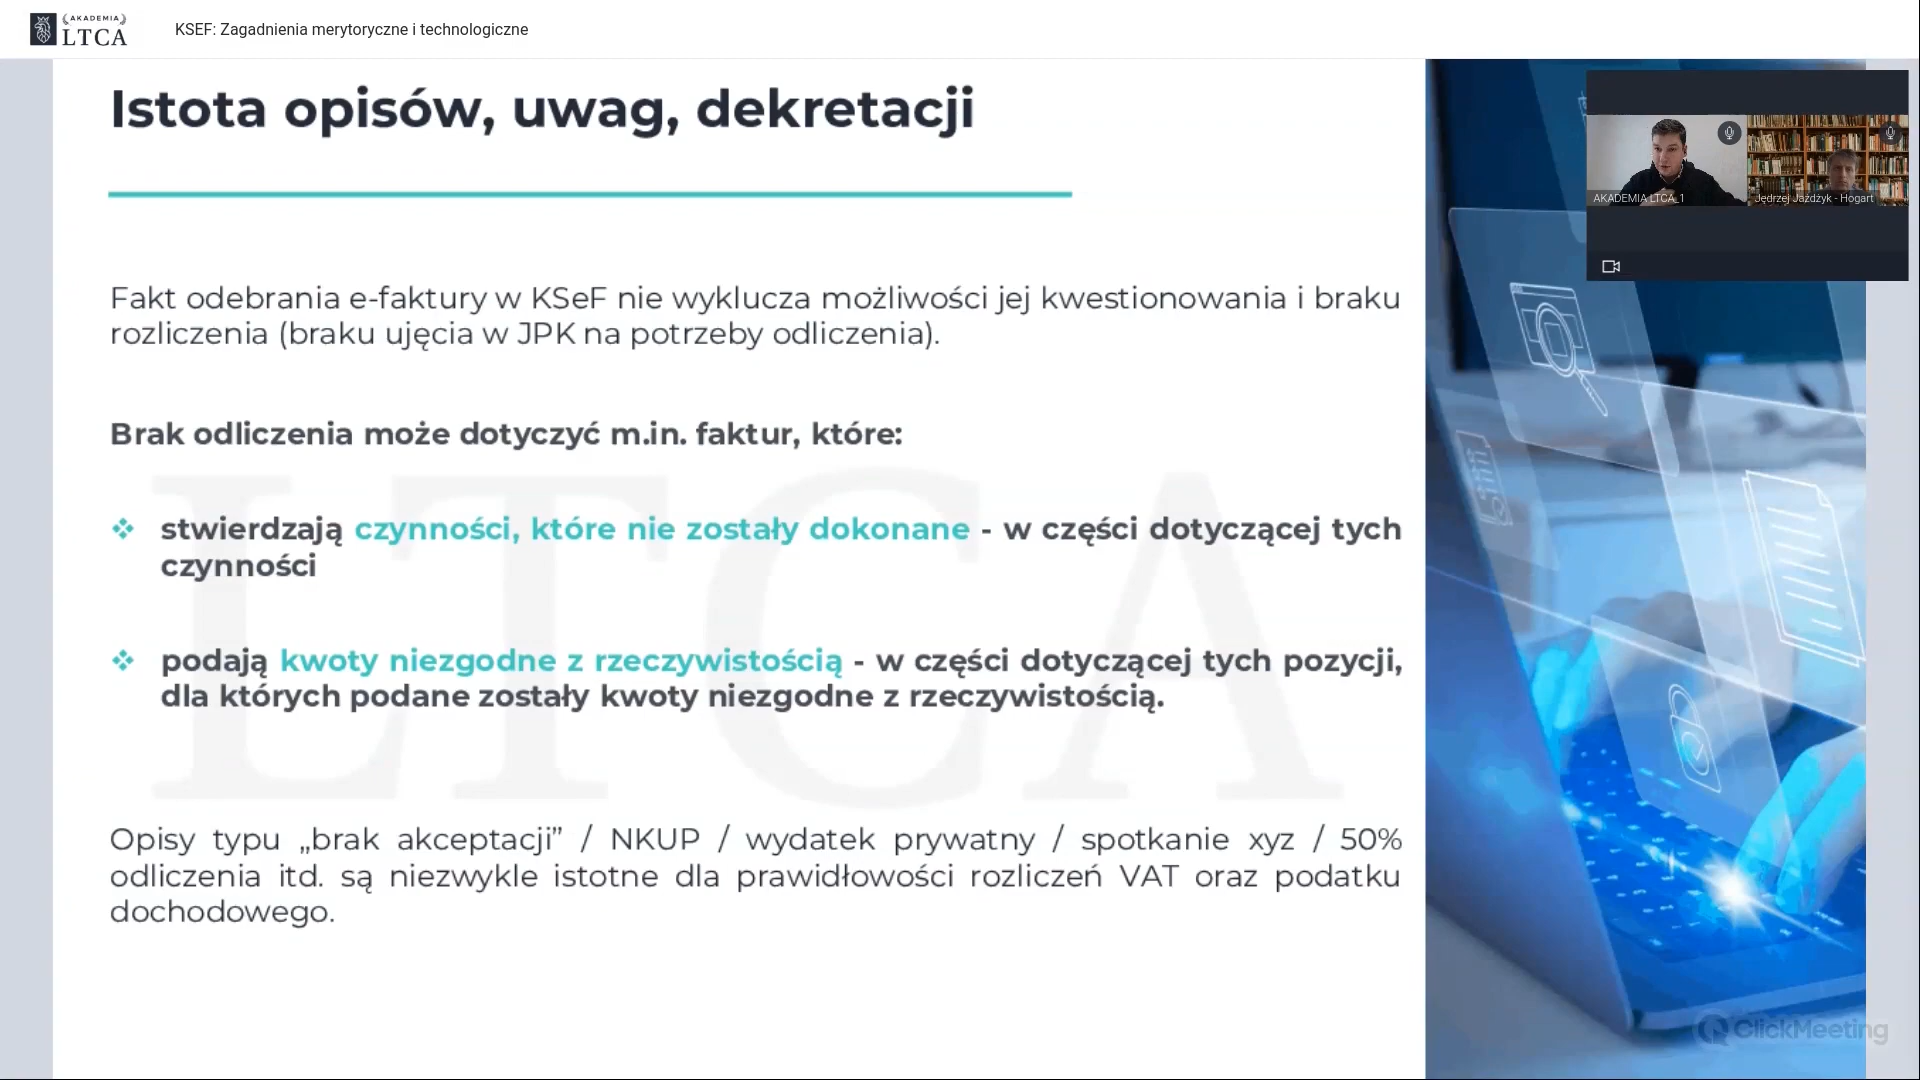 AKADEMIA
LTCA
KSEF: Zagadnienia merytoryczne i technologiczne
Istota opisów, uwag, dekretacji
AKADEMIA LTCA_1
Jędrzej Jażdżyk - Hogart
Fakt odebrania e-faktury w KSeF nie wyklucza możliwości jej kwestionowania i braku
rozliczenia (braku ujęcia w JPK na potrzeby odliczenia).
Brak odliczenia może dotyczyć m.in. faktur, które:
stwierdzają czynności, które nie zostały dokonane - w części dotyczącej tych
czynności
podają kwoty niezgodne z rzeczywistością - w części dotyczącej tych pozycji,
dla których podane zostały kwoty niezgodne z rzeczywistością.
LTCA
Opisy typu „brak akceptacji” / NKUP / wydatek prywatny / spotkanie xyz / 50%
odliczenia itd. są niezwykle istotne dla prawidłowości rozliczeń VAT oraz podatku
dochodowego.
ClickMeeting